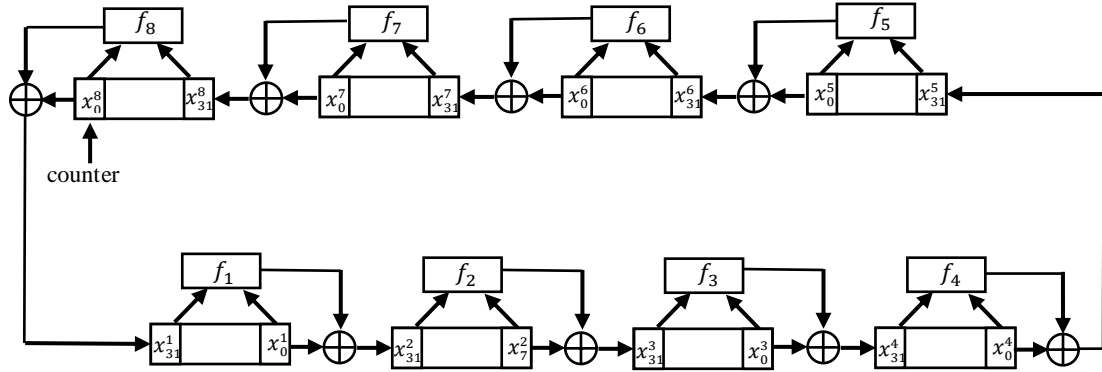 f₈ f₇ f₆ f₅
x₀⁸ x₃₁⁸ x₀⁷ x₃₁⁷ x₀⁶ x₃₁⁶ x₀⁵ x₃₁⁵
counter
f₁ f₂ f₃ f₄
x₃₁¹ x₀¹ x₃₁² x₇² x₃₁³ x₀³ x₃₁⁴ x₀⁴